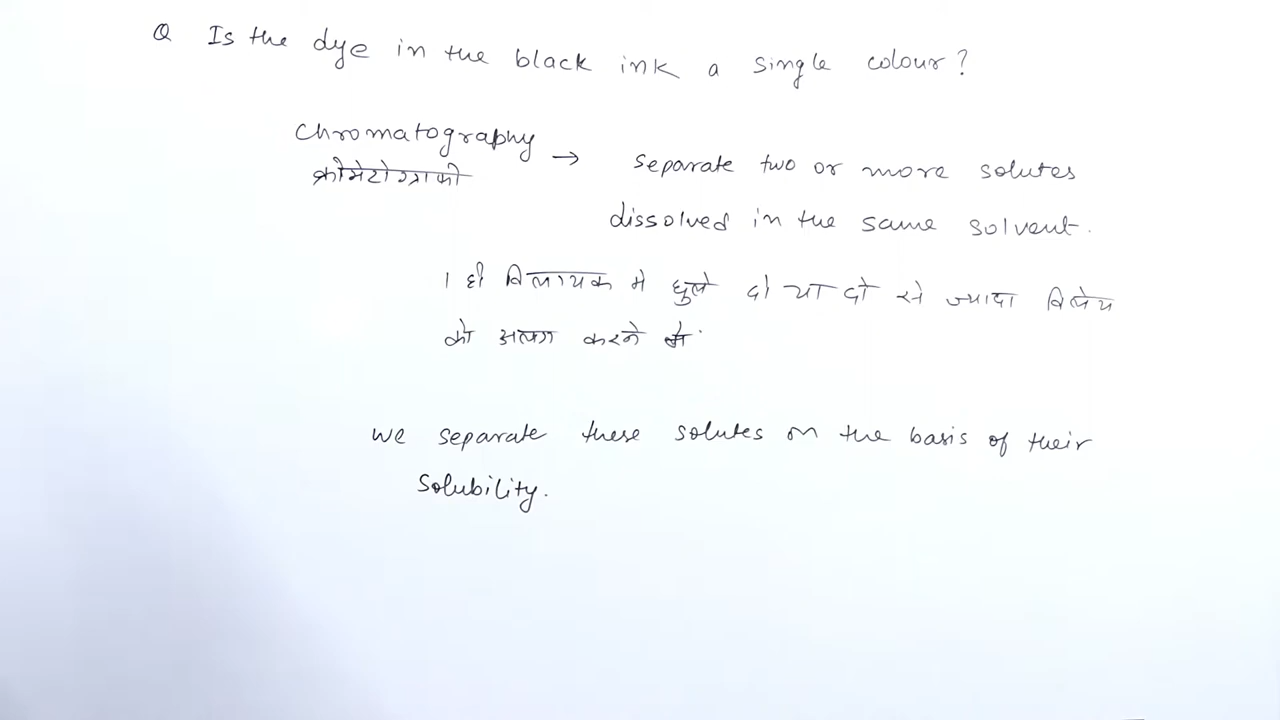 Q Is the dye in the black ink a single colour?
Chromatography → separate two or more solutes
क्रोमेटोग्राफी
dissolved in the same solvent.
1 ही विलायक मे घुले दो या दो से ज्यादा विलेय
को अलग करने मे
We separate these solutes on the basis of their
Solubility.